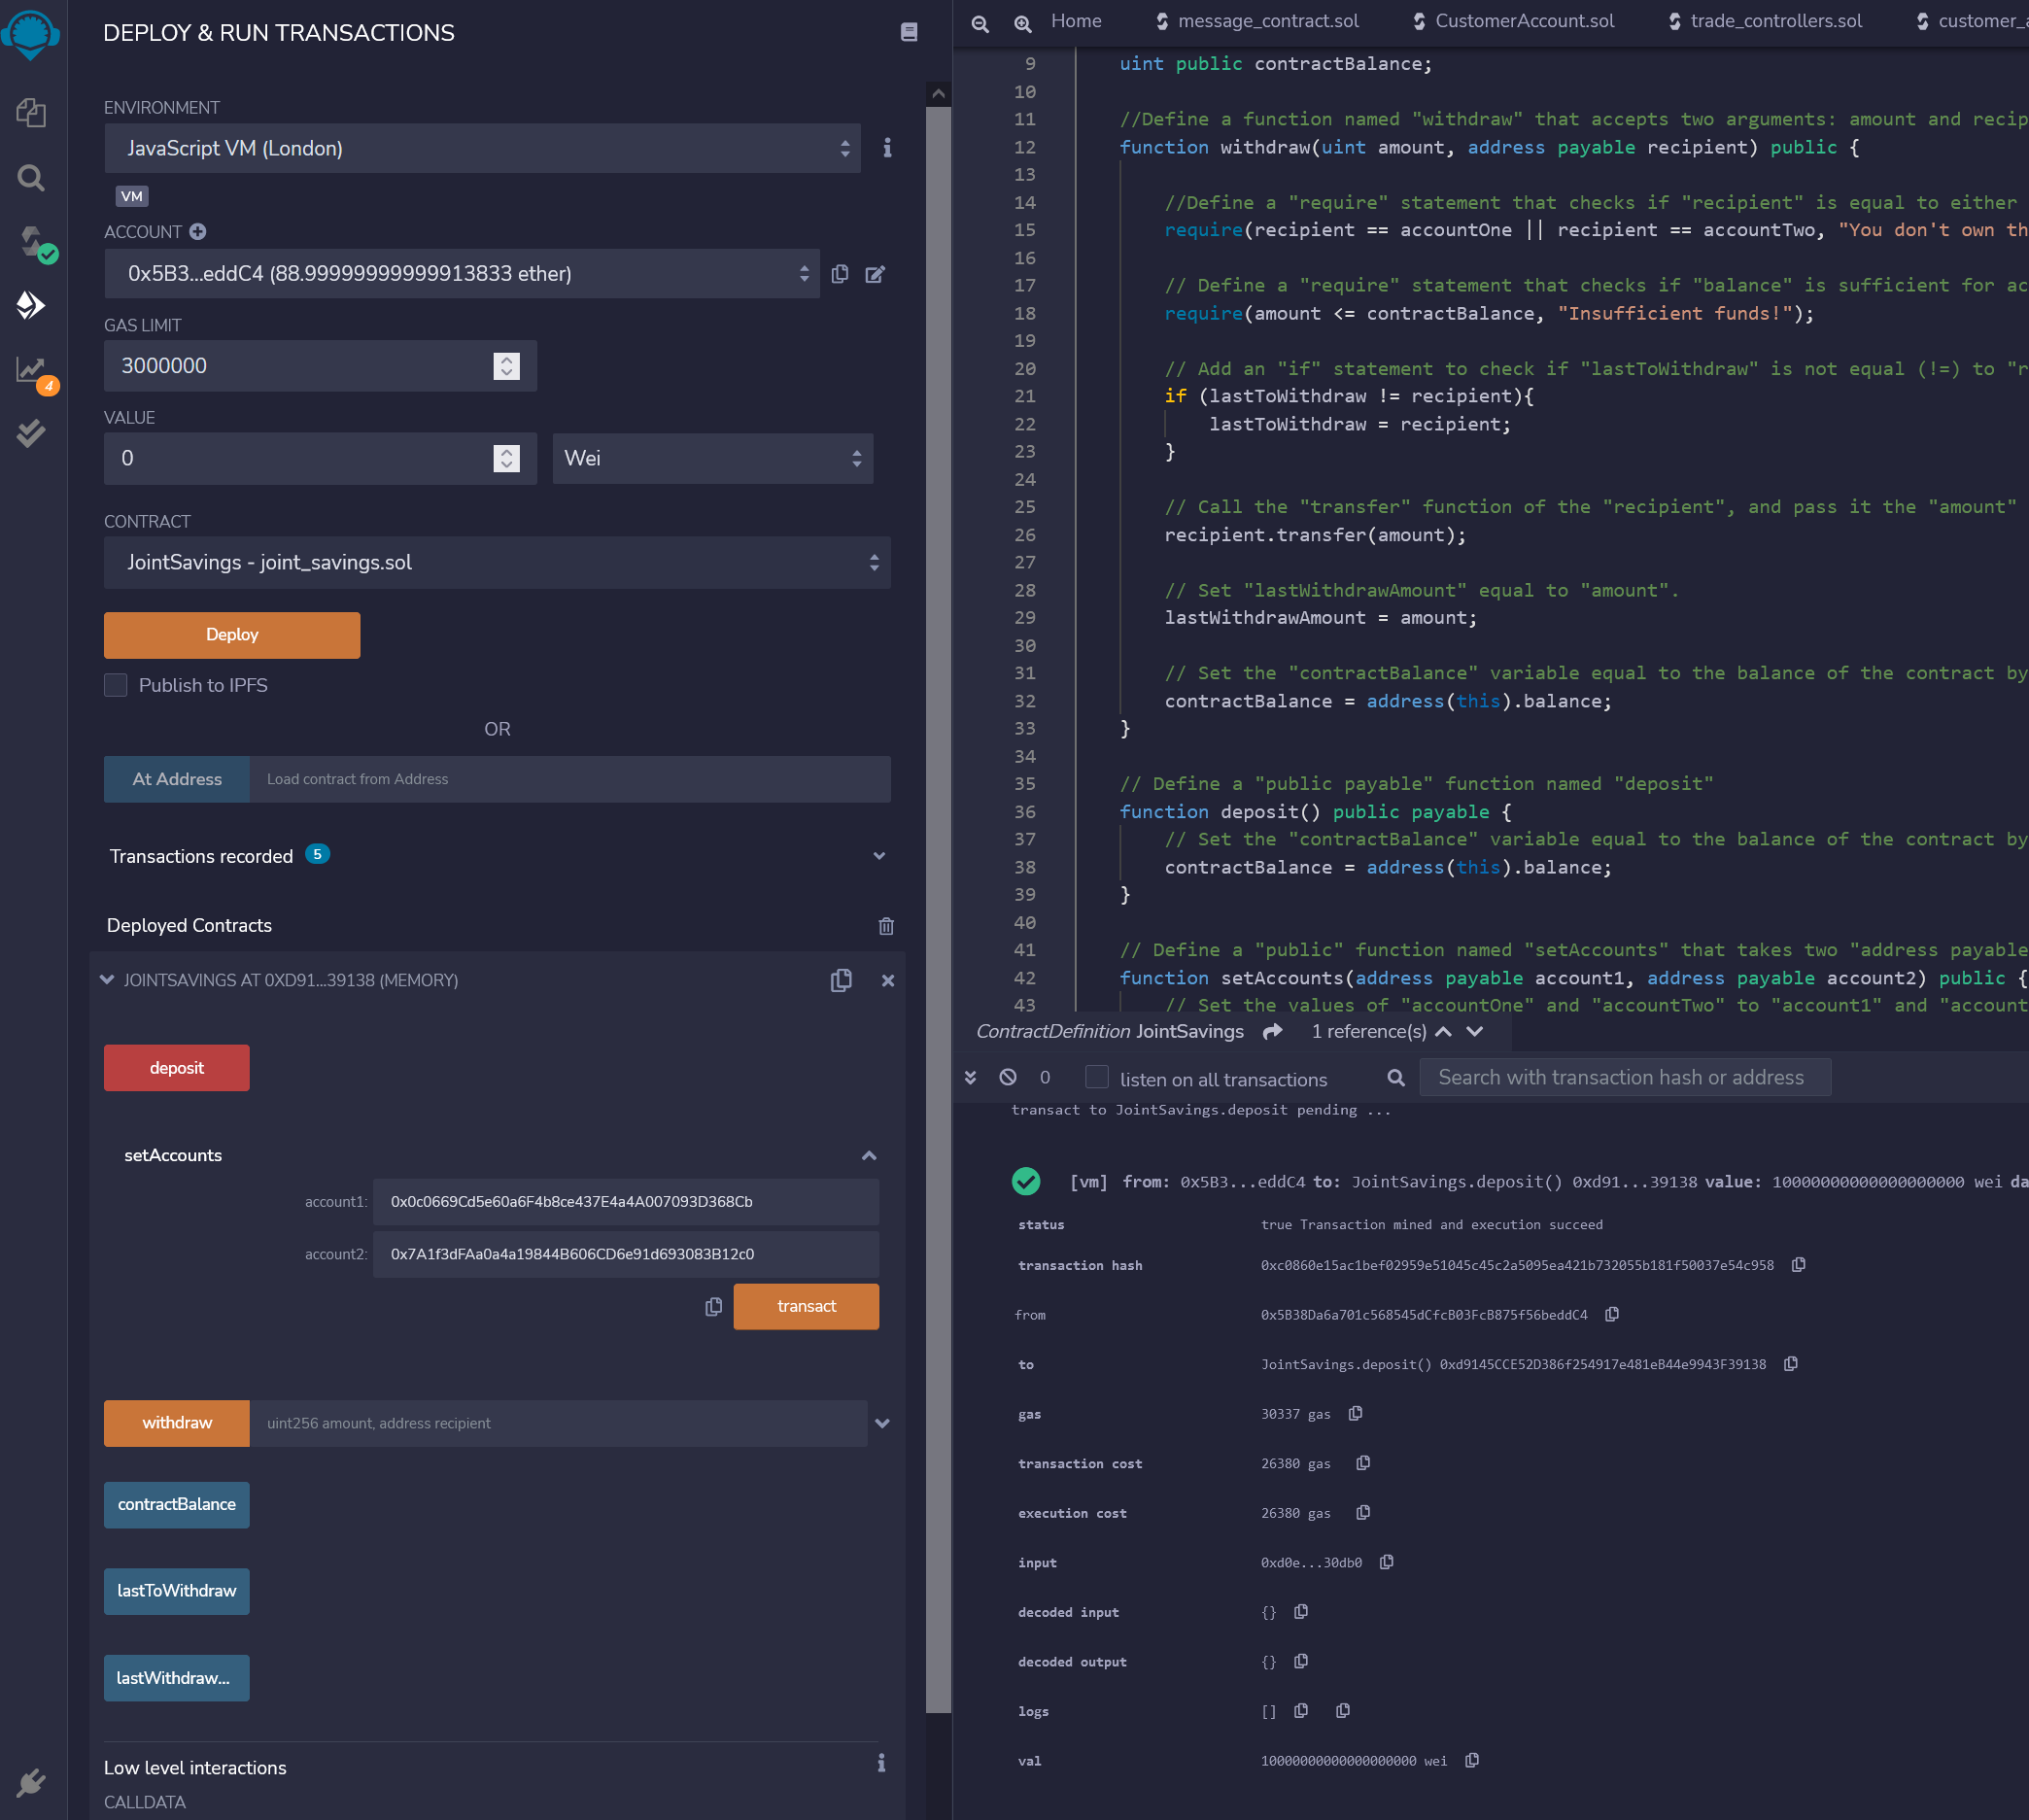 DEPLOY & RUN TRANSACTIONS
ENVIRONMENT
JavaScript VM (London)
VM
ACCOUNT
0x5B3...eddC4 (88.99999999999913833 ether)
GAS LIMIT
3000000
VALUE
0
Wei
CONTRACT
JointSavings - joint_savings.sol
Deploy
Publish to IPFS
OR
At Address
Load contract from Address
Transactions recorded 5
Deployed Contracts
JOINTSAVINGS AT 0XD91...39138 (MEMORY)
deposit
setAccounts
account1: 0x0c0669Cd5e60a6F4b8ce437E4a4A007093D368Cb
account2: 0x7A1f3dFAa0a4a19844B606CD6e91d693083B12c0
transact
withdraw
uint256 amount, address recipient
contractBalance
lastToWithdraw
lastWithdraw...
Low level interactions
CALLDATA
4
Home
message_contract.sol
CustomerAccount.sol
trade_controllers.sol
customer_a
9 uint public contractBalance;
10
11 //Define a function named "withdraw" that accepts two arguments: amount and recip
12 function withdraw(uint amount, address payable recipient) public {
13
14 //Define a "require" statement that checks if "recipient" is equal to either
15 require(recipient == accountOne || recipient == accountTwo, "You don't own th
16
17 // Define a "require" statement that checks if "balance" is sufficient for ac
18 require(amount <= contractBalance, "Insufficient funds!");
19
20 // Add an "if" statement to check if "lastToWithdraw" is not equal (!=) to "r
21 if (lastToWithdraw != recipient){
22 lastToWithdraw = recipient;
23 }
24
25 // Call the "transfer" function of the "recipient", and pass it the "amount"
26 recipient.transfer(amount);
27
28 // Set "lastWithdrawAmount" equal to "amount".
29 lastWithdrawAmount = amount;
30
31 // Set the "contractBalance" variable equal to the balance of the contract by
32 contractBalance = address(this).balance;
33 }
34
35 // Define a "public payable" function named "deposit"
36 function deposit() public payable {
37 // Set the "contractBalance" variable equal to the balance of the contract by
38 contractBalance = address(this).balance;
39 }
40
41 // Define a "public" function named "setAccounts" that takes two "address payable
42 function setAccounts(address payable account1, address payable account2) public {
43 // Set the values of "accountOne" and "accountTwo" to "account1" and "account
ContractDefinition JointSavings 1 reference(s)
0
listen on all transactions
Search with transaction hash or address
transact to JointSavings.deposit pending ...
[vm] from: 0x5B3...eddC4 to: JointSavings.deposit() 0xd91...39138 value: 10000000000000000000 wei da
status true Transaction mined and execution succeed
transaction hash 0xc0860e15ac1bef02959e51045c45c2a5095ea421b732055b181f50037e54c958
from 0x5B38Da6a701c568545dCfcB03FcB875f56beddC4
to JointSavings.deposit() 0xd9145CCE52D386f254917e481eB44e9943F39138
gas 30337 gas
transaction cost 26380 gas
execution cost 26380 gas
input 0xd0e...30db0
decoded input {}
decoded output {}
logs []
val 10000000000000000000 wei